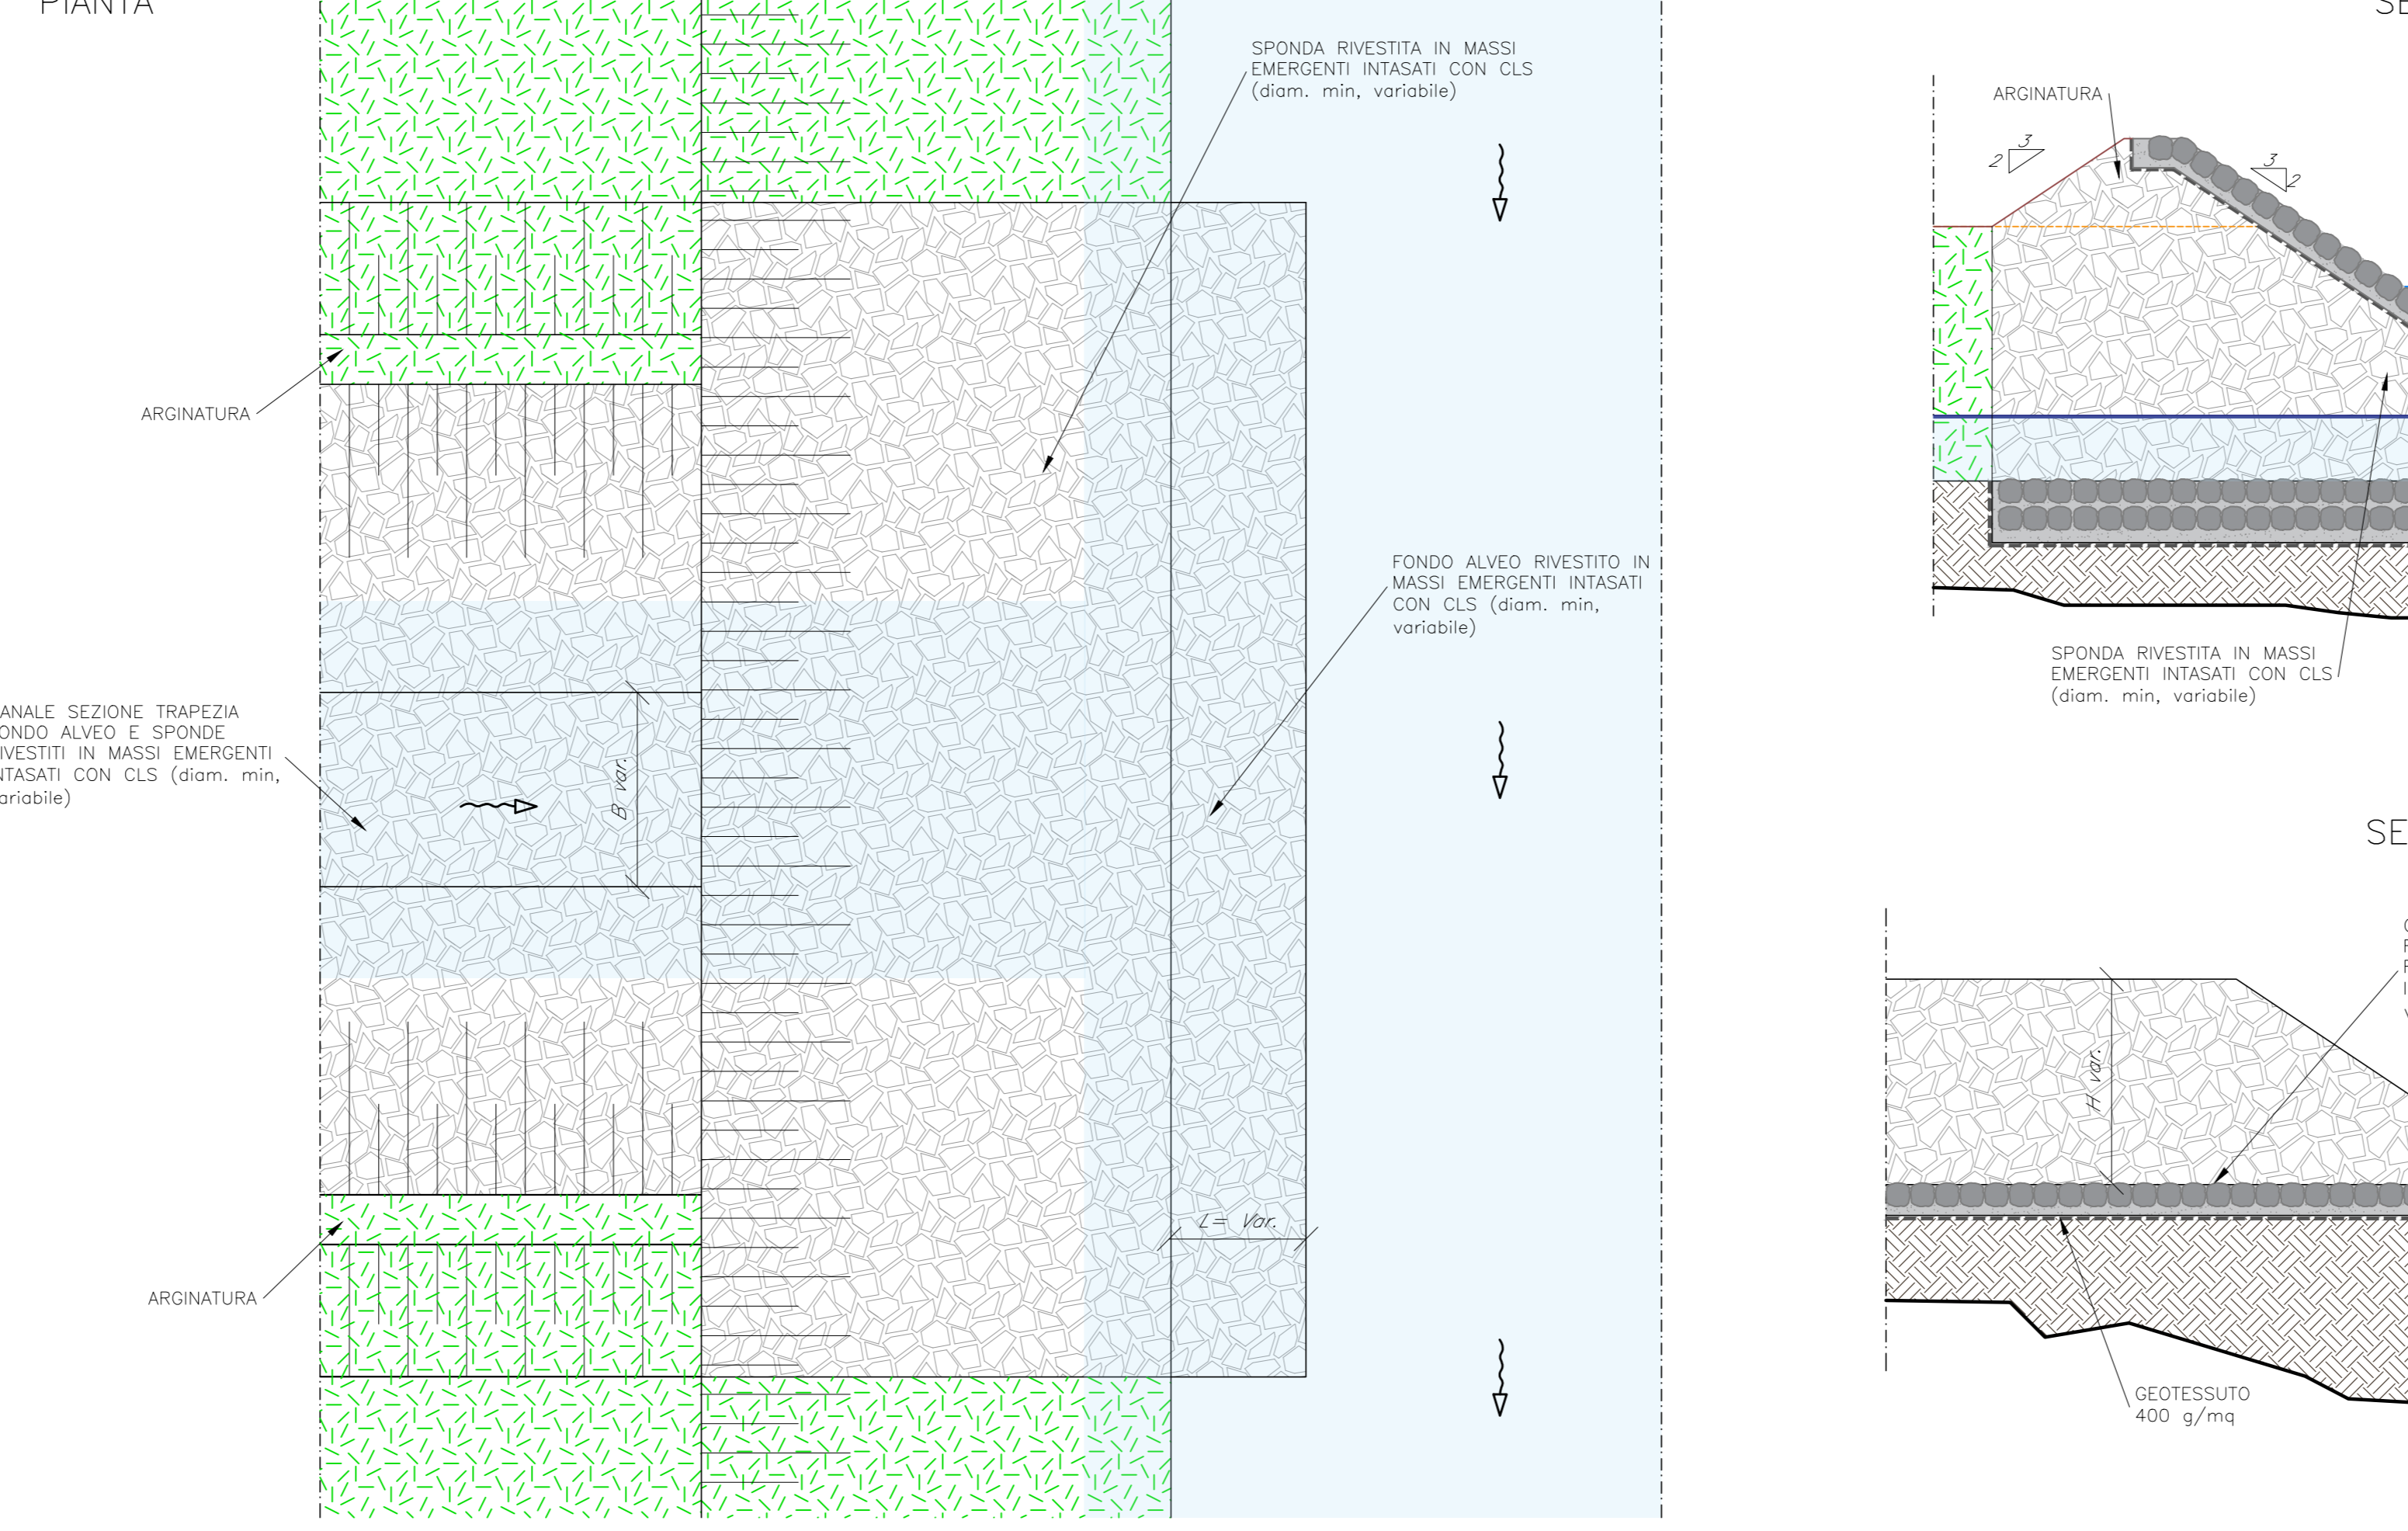 PIANTA
SPONDA RIVESTITA IN MASSI
EMERGENTI INTASATI CON CLS
(diam. min, variabile)
ARGINATURA
FONDO ALVEO RIVESTITO IN
MASSI EMERGENTI INTASATI
CON CLS (diam. min,
variabile)
ANALE SEZIONE TRAPEZIA
ONDO ALVEO E SPONDE
IVESTITI IN MASSI EMERGENTI
NTASATI CON CLS (diam. min,
ariabile)
B var.
L= Var.
ARGINATURA
SE
ARGINATURA
3
2
3
2
SPONDA RIVESTITA IN MASSI
EMERGENTI INTASATI CON CLS
(diam. min, variabile)
SE
H var.
GEOTESSUTO
400 g/mq